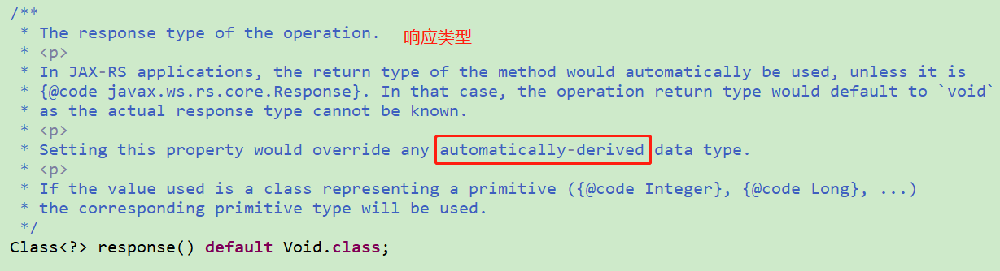 /**
* The response type of the operation. 响应类型
* <p>
* In JAX-RS applications, the return type of the method would automatically be used, unless it is
* {@code javax.ws.rs.core.Response}. In that case, the operation return type would default to `void`
* as the actual response type cannot be known.
* <p>
* Setting this property would override any automatically-derived data type.
* <p>
* If the value used is a class representing a primitive ({@code Integer}, {@code Long}, ...)
* the corresponding primitive type will be used.
*/
Class<?> response() default Void.class;